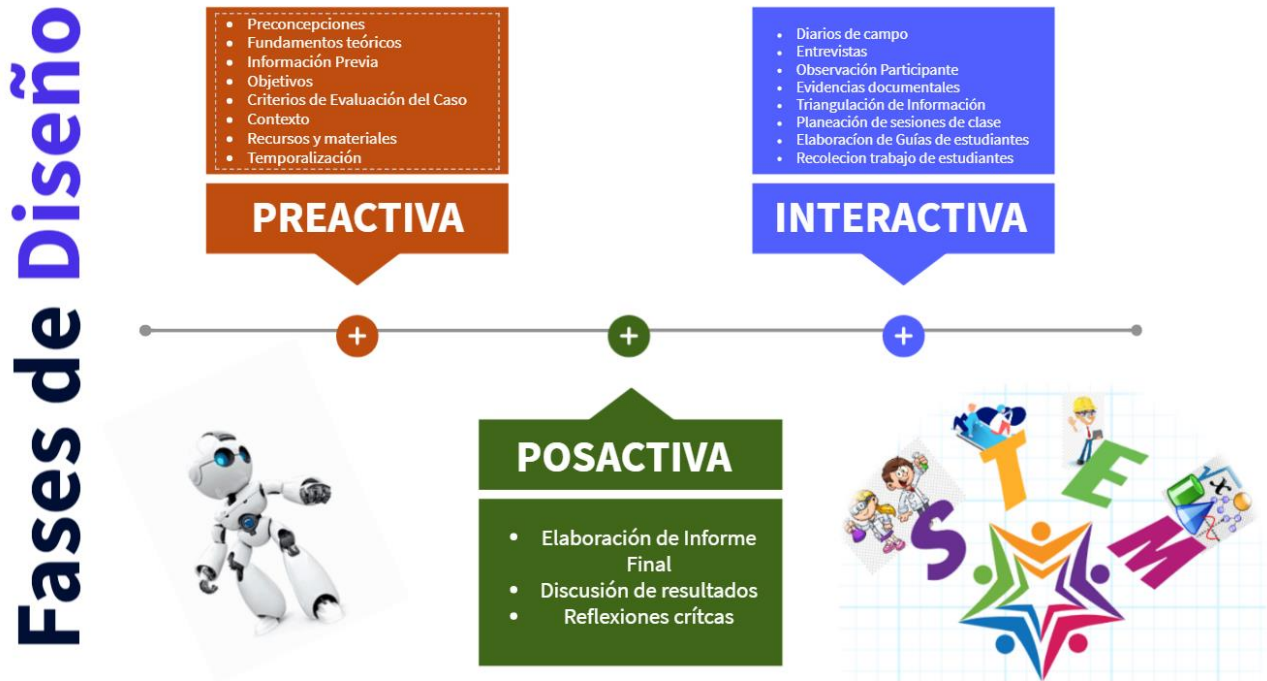 Fases de Diseño
• Preconcepciones
• Fundamentos teóricos
• Información Previa
• Objetivos
• Criterios de Evaluación del Caso
• Contexto
• Recursos y materiales
• Temporalización
PREACTIVA
• Diarios de campo
• Entrevistas
• Observación Participante
• Evidencias documentales
• Triangulación de Información
• Planeación de sesiones de clase
• Elaboracíon de Guías de estudiantes
• Recolecion trabajo de estudiantes
INTERACTIVA
POSACTIVA
• Elaboración de Informe
Final
• Discusión de resultados
• Reflexiones crítcas
STEM
√x